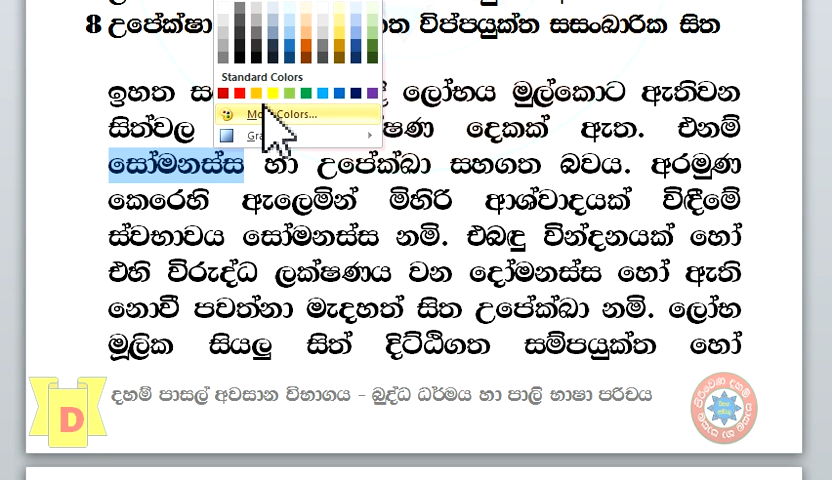 8 උපේක්ෂා ගත විප්පයුක්ත සසංඛාරික සිත
Standard Colors
ඉහත ලෝභය මුල්කොට ඇතිවන
More Colors...
සිත්වල දෙකක් ඇත. එනම්
සෝමනස්ස හා උපේක්ඛා සහගත බවය. අරමුණ
කෙරෙහි ඇලෙමින් මිහිරි ආශ්වාදයක් විඳීමේ
ස්වභාවය සෝමනස්ස නම්. එබඳු වින්දනයක් හෝ
එහි විරුද්ධ ලක්ෂණය වන දෝමනස්ස හෝ ඇති
නොවී පවත්නා මැදහත් සිත උපේක්ඛා නම්. ලෝභ
මූලික සියලු සිත් දිට්ඨිගත සම්පයුක්ත හෝ
D
දහම් පාසල් අවසාන විභාගය - බුද්ධ ධර්මය හා පාලි භාෂා පරිචය